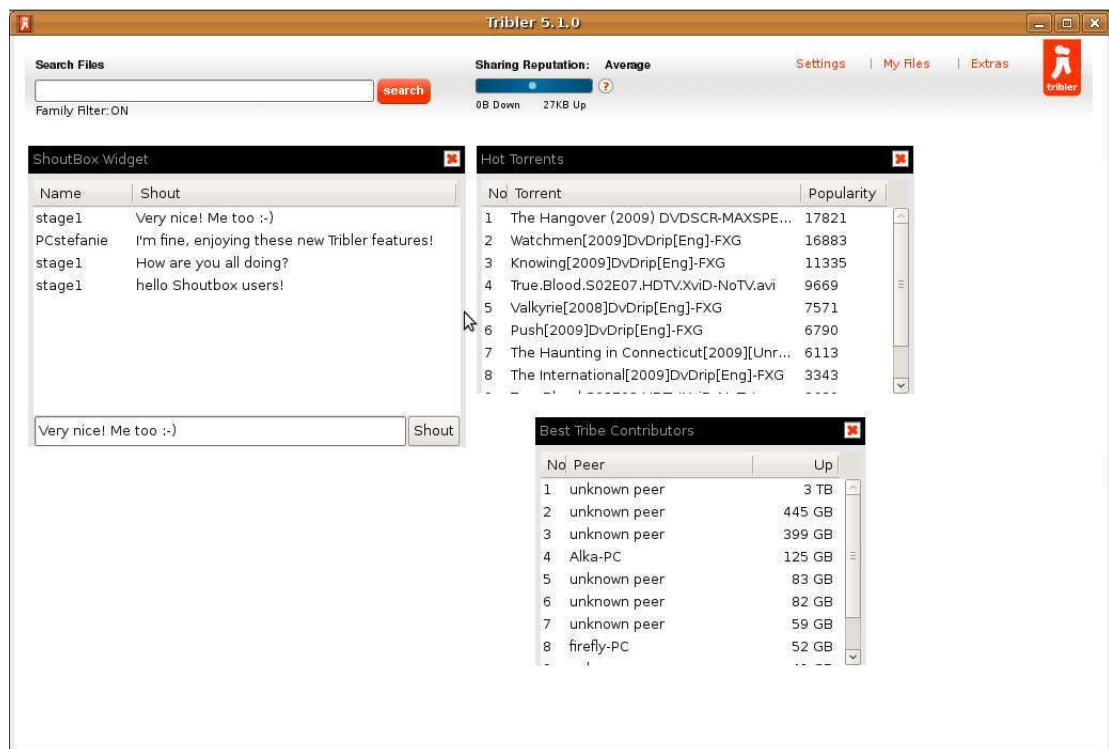 Tribler 5.1.0
Search Files
search
Family Filter:ON
Sharing Reputation: Average
?
0B Down 27KB Up
Settings | My Files | Extras
tribler
ShoutBox Widget
Name Shout
stage1 Very nice! Me too :-)
PCstefanie I'm fine, enjoying these new Tribler features!
stage1 How are you all doing?
stage1 hello Shoutbox users!
Very nice! Me too :-) Shout
Hot Torrents
No Torrent Popularity
1 The Hangover (2009) DVDSCR-MAXSPE... 17821
2 Watchmen[2009]DvDrip[Eng]-FXG 16883
3 Knowing[2009]DvDrip[Eng]-FXG 11335
4 True.Blood.S02E07.HDTV.XviD-NoTV.avi 9669
5 Valkyrie[2008]DvDrip[Eng]-FXG 7571
6 Push[2009]DvDrip[Eng]-FXG 6790
7 The Haunting in Connecticut[2009][Unr... 6113
8 The International[2009]DvDrip[Eng]-FXG 3343
Best Tribe Contributors
No Peer Up
1 unknown peer 3 TB
2 unknown peer 445 GB
3 unknown peer 399 GB
4 Alka-PC 125 GB
5 unknown peer 83 GB
6 unknown peer 82 GB
7 unknown peer 59 GB
8 firefly-PC 52 GB